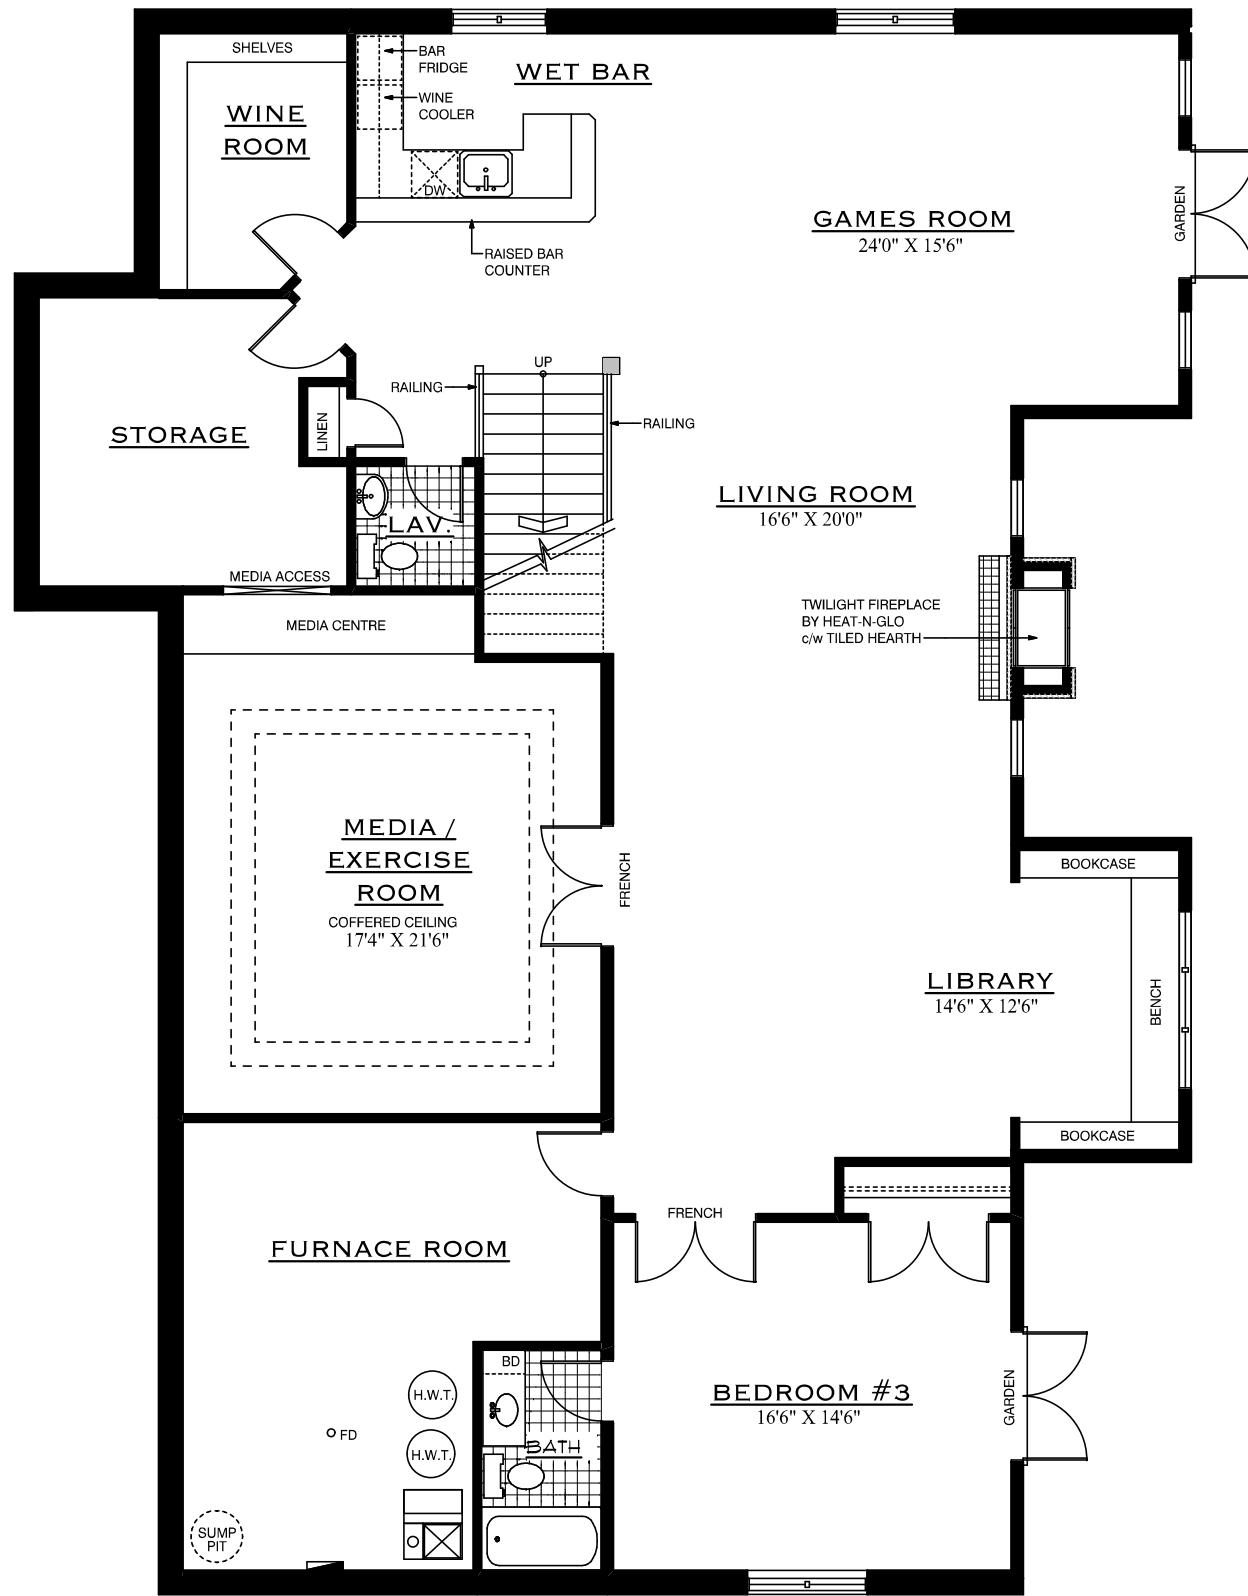 SHELVES
BAR
FRIDGE
WET BAR
WINE
COOLER
WINE
ROOM
DW
GARDEN
GAMES ROOM
24'0" X 15'6"
RAISED BAR
COUNTER
UP
RAILING
RAILING
LINEN
STORAGE
LIVING ROOM
16'6" X 20'0"
LAV.
MEDIA ACCESS
MEDIA CENTRE
TWILIGHT FIREPLACE
BY HEAT-N-GLO
c/w TILED HEARTH
MEDIA /
EXERCISE
ROOM
COFFERED CEILING
17'4" X 21'6"
FRENCH
BOOKCASE
LIBRARY
14'6" X 12'6"
BENCH
BOOKCASE
FRENCH
FURNACE ROOM
BD
H.W.T.
BEDROOM #3
16'6" X 14'6"
GARDEN
FD
H.W.T.
BATH
SUMP
PIT